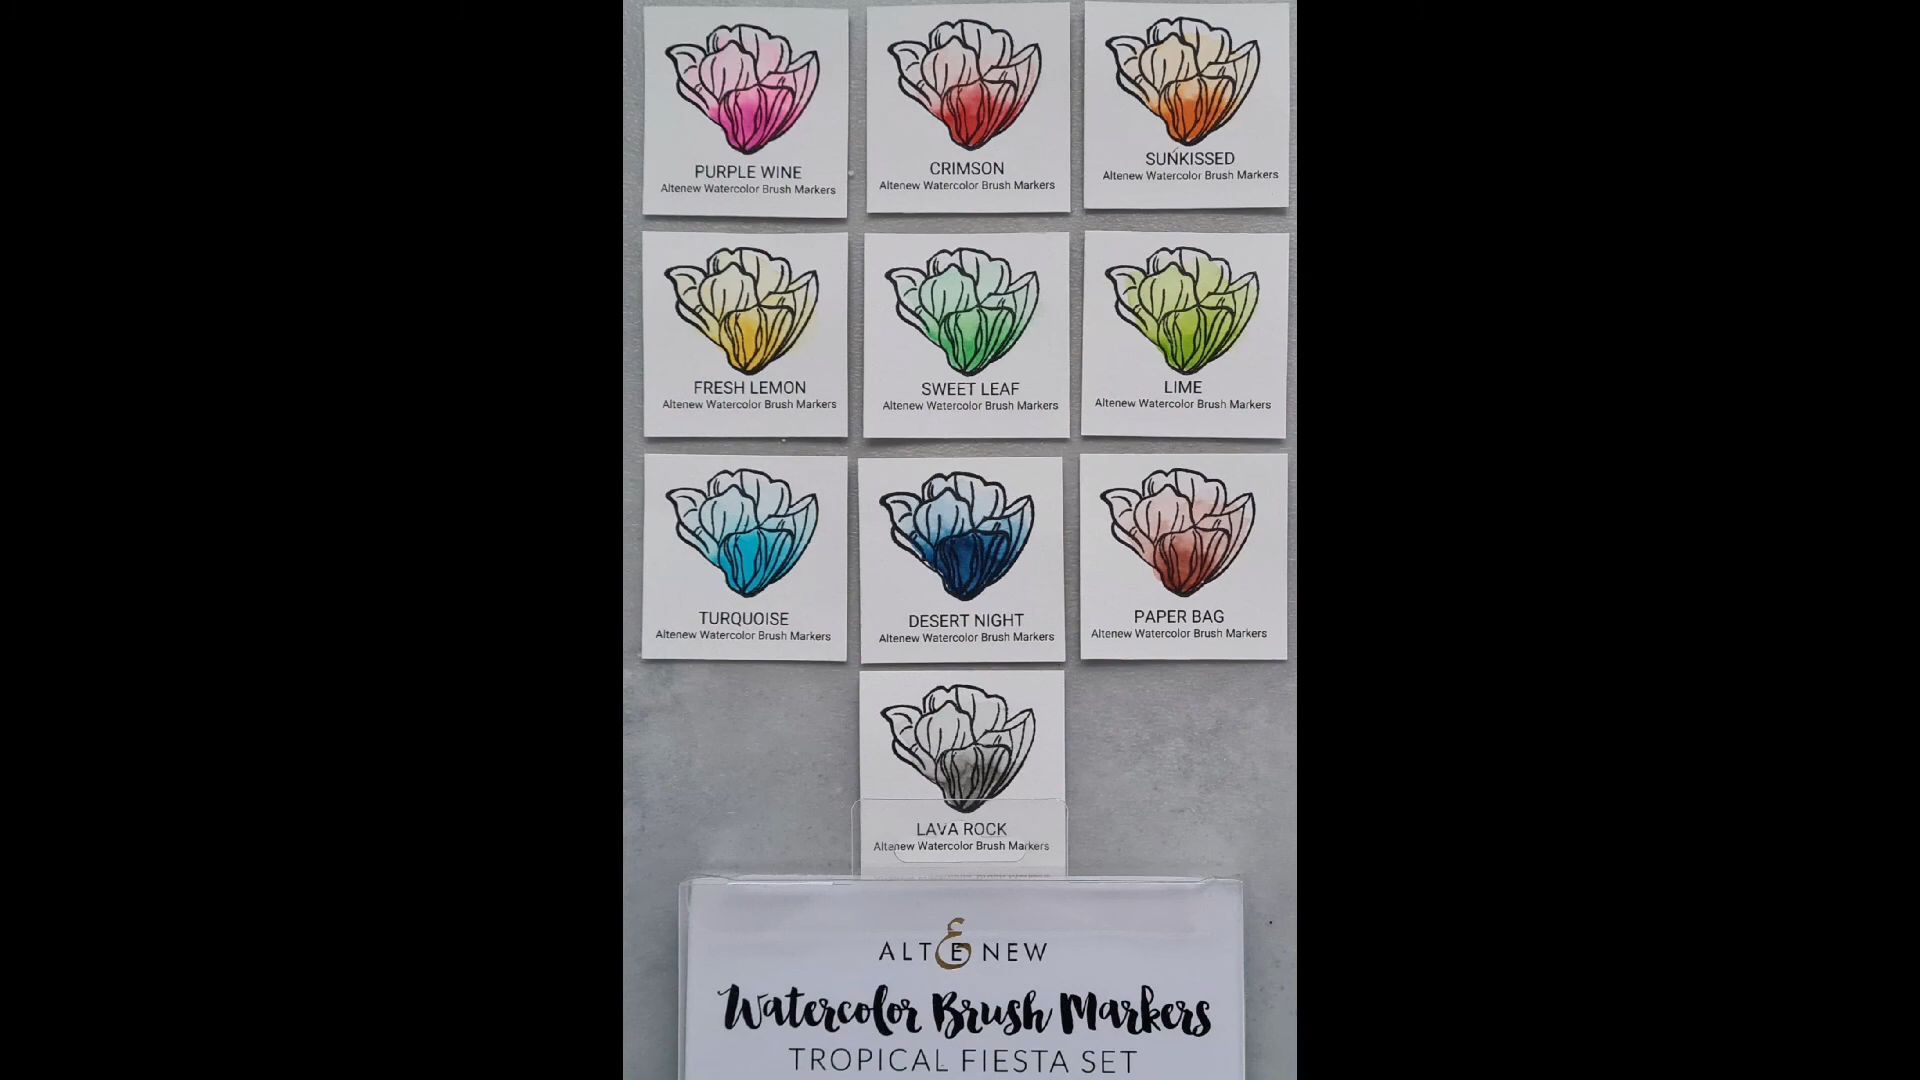 PURPLE WINE
Altenew Watercolor Brush Markers
CRIMSON
Altenew Watercolor Brush Markers
SUNKISSED
Altenew Watercolor Brush Markers
FRESH LEMON
Altenew Watercolor Brush Markers
SWEET LEAF
Altenew Watercolor Brush Markers
LIME
Altenew Watercolor Brush Markers
TURQUOISE
Altenew Watercolor Brush Markers
DESERT NIGHT
Altenew Watercolor Brush Markers
PAPER BAG
Altenew Watercolor Brush Markers
LAVA ROCK
Altenew Watercolor Brush Markers
ALTENEW
Watercolor Brush Markers
TROPICAL FIESTA SET